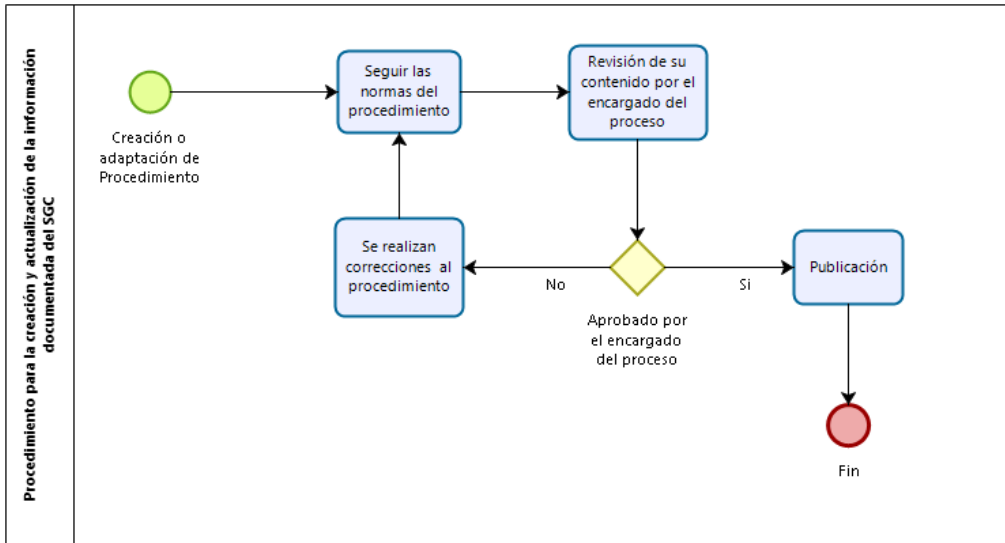 Procedimiento para la creación y actualización de la información
documentada del SGC
Creación o
adaptación de
Procedimiento
Seguir las
normas del
procedimiento
Revisión de su
contenido por el
encargado del
proceso
Se realizan
correcciones al
procedimiento
No
Aprobado por
el encargado
del proceso
Si
Publicación
Fin